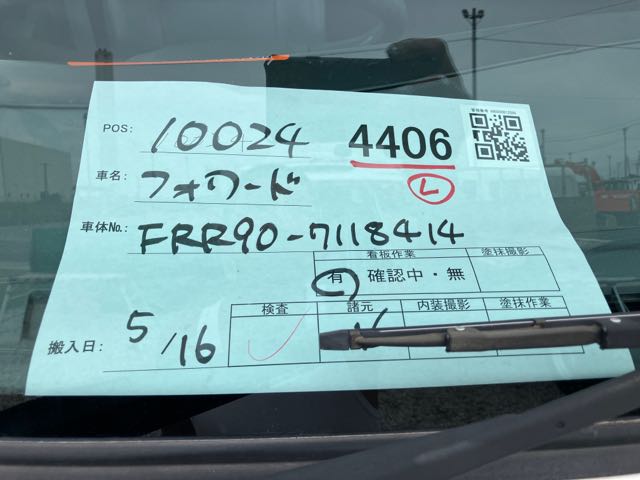 POS: 10024 4406
L
車名: フォワード
車体No.: FRR90-7118414
看板作業 塗抹撮影
有・確認中・無
検査 諸元 内装撮影 塗抹作業
搬入日: 5/16